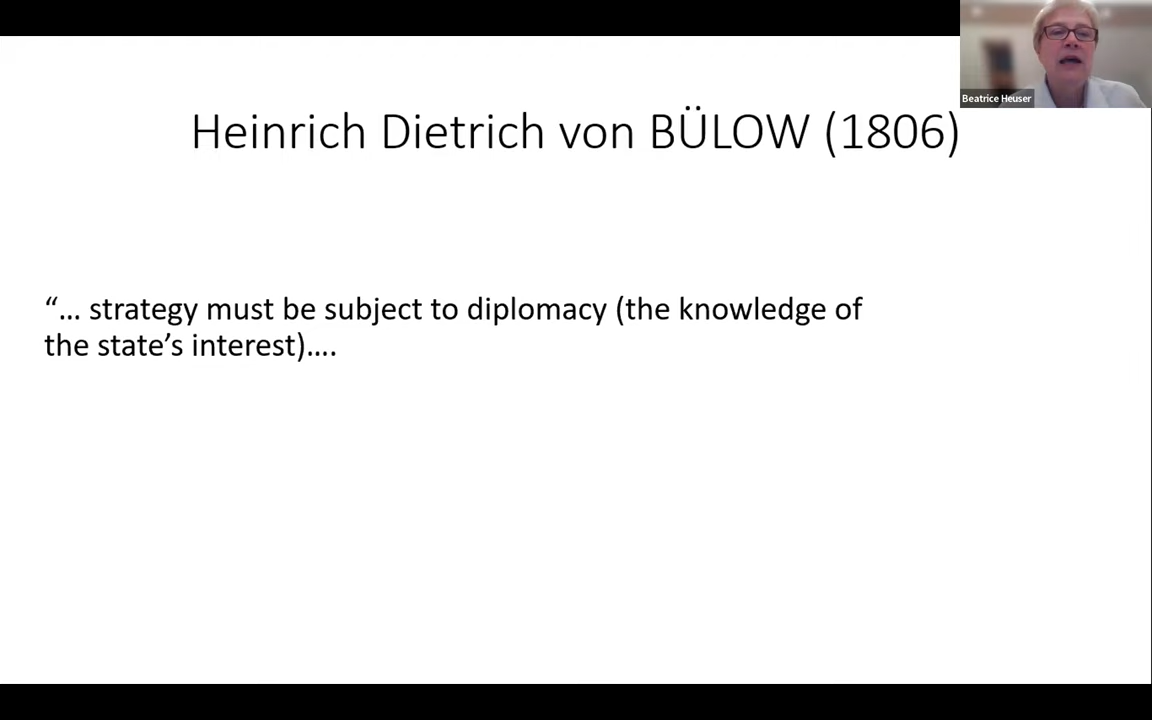 Heinrich Dietrich von BÜLOW (1806)
Beatrice Heuser
“… strategy must be subject to diplomacy (the knowledge of
the state’s interest)….